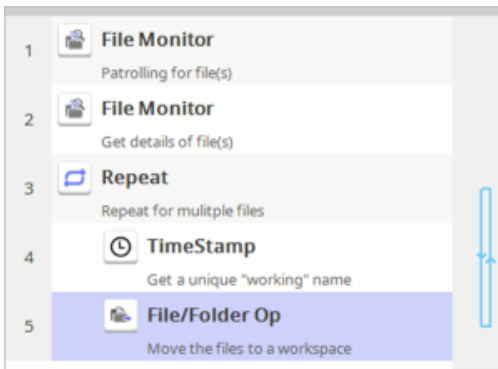 1 File Monitor
Patrolling for file(s)
2 File Monitor
Get details of file(s)
3 Repeat
Repeat for mulitple files
4 TimeStamp
Get a unique "working" name
5 File/Folder Op
Move the files to a workspace